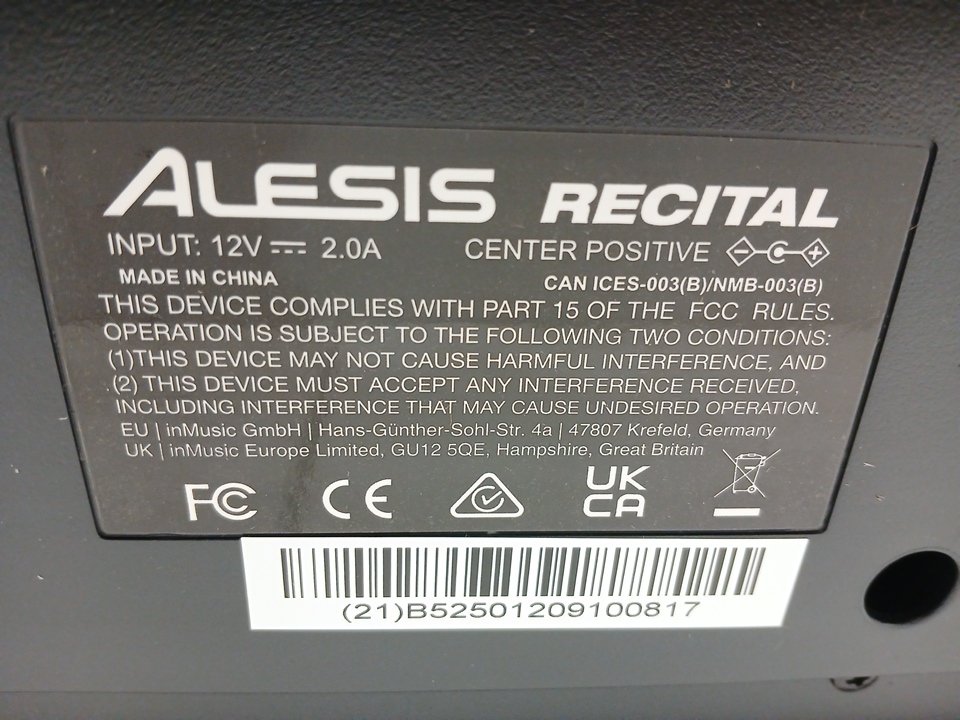 ALESIS RECITAL
INPUT: 12V 2.0A CENTER POSITIVE
MADE IN CHINA CAN ICES-003(B)/NMB-003(B)
THIS DEVICE COMPLIES WITH PART 15 OF THE FCC RULES.
OPERATION IS SUBJECT TO THE FOLLOWING TWO CONDITIONS:
(1)THIS DEVICE MAY NOT CAUSE HARMFUL INTERFERENCE, AND
(2) THIS DEVICE MUST ACCEPT ANY INTERFERENCE RECEIVED,
INCLUDING INTERFERENCE THAT MAY CAUSE UNDESIRED OPERATION.
EU | inMusic GmbH | Hans-Günther-Sohl-Str. 4a | 47807 Krefeld, Germany
UK | inMusic Europe Limited, GU12 5QE, Hampshire, Great Britain
FC CE UK
CA
(21)B52501209100817